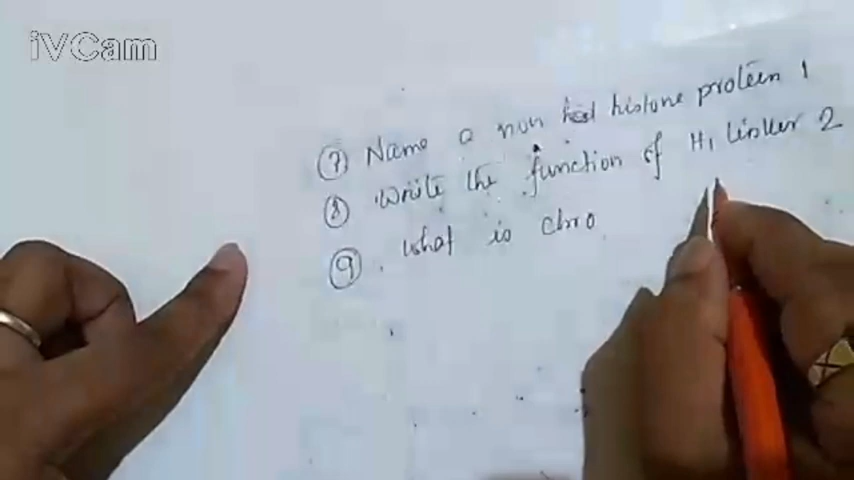 iVCam
7 Name a non histone protein 1
8 Write the function of H1 linker 2
9. what is chro